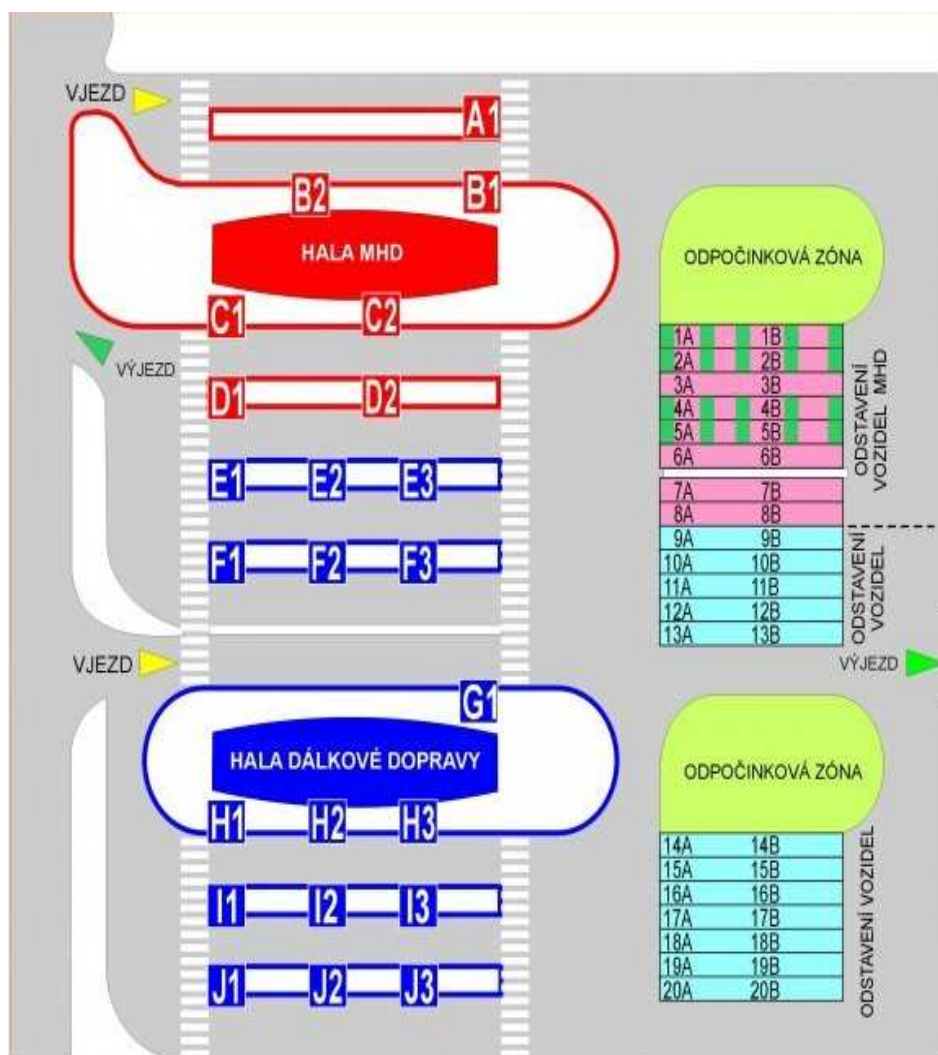 VJEZD
A1
B2
B1
HALA MHD
C1
C2
VÝJEZD
D1
D2
E1
E2
E3
F1
F2
F3
VJEZD
G1
HALA DÁLKOVÉ DOPRAVY
H1
H2
H3
I1
I2
I3
J1
J2
J3
ODPOČINKOVÁ ZÓNA
1A 1B
2A 2B
3A 3B
4A 4B
5A 5B
6A 6B
7A 7B
8A 8B
9A 9B
10A 10B
11A 11B
12A 12B
13A 13B
ODSTAVENÍ
VOZIDEL MHD
ODSTAVENÍ
VOZIDEL
VÝJEZD
ODPOČINKOVÁ ZÓNA
14A 14B
15A 15B
16A 16B
17A 17B
18A 18B
19A 19B
20A 20B
ODSTAVENÍ VOZIDEL